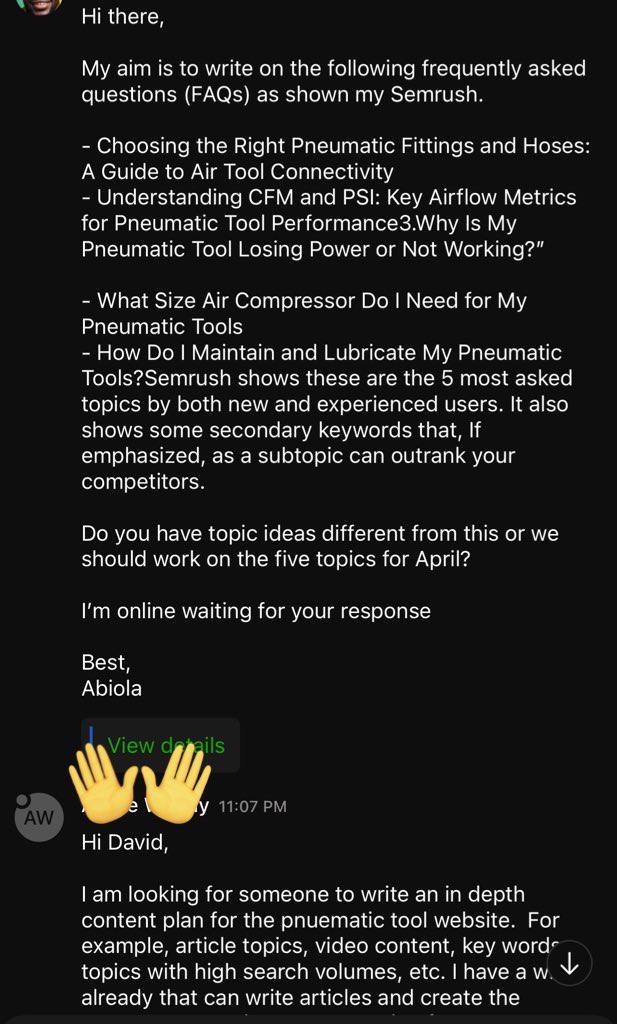 Hi there,
My aim is to write on the following frequently asked
questions (FAQs) as shown my Semrush.
- Choosing the Right Pneumatic Fittings and Hoses:
A Guide to Air Tool Connectivity
- Understanding CFM and PSI: Key Airflow Metrics
for Pneumatic Tool Performance3.Why Is My
Pneumatic Tool Losing Power or Not Working?”
- What Size Air Compressor Do I Need for My
Pneumatic Tools
- How Do I Maintain and Lubricate My Pneumatic
Tools?Semrush shows these are the 5 most asked
topics by both new and experienced users. It also
shows some secondary keywords that, If
emphasized, as a subtopic can outrank your
competitors.
Do you have topic ideas different from this or we
should work on the five topics for April?
I’m online waiting for your response
Best,
Abiola
View details
AW 11:07 PM
Hi David,
I am looking for someone to write an in depth
content plan for the pnuematic tool website.  For
example, article topics, video content, key words
topics with high search volumes, etc. I have a
already that can write articles and create the